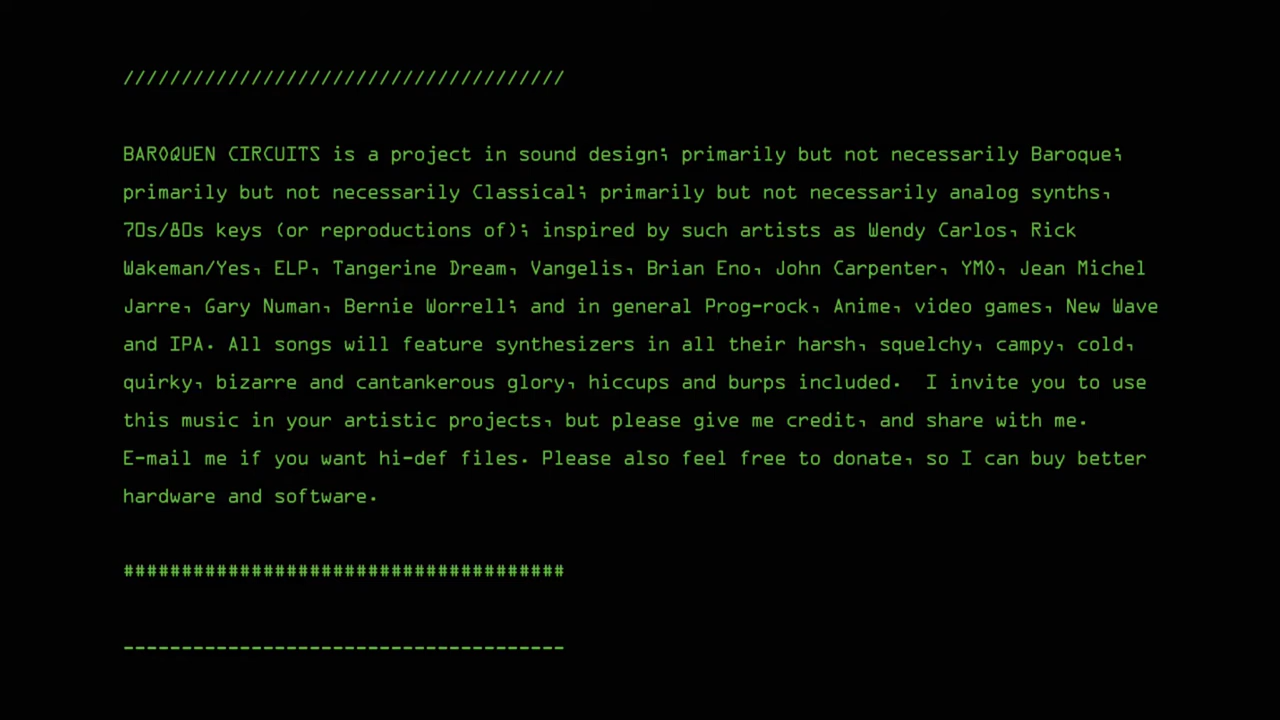 //////////////////////////////////////
BAROQUEN CIRCUITS is a project in sound design; primarily but not necessarily Baroque;
primarily but not necessarily Classical; primarily but not necessarily analog synths,
70s/80s keys (or reproductions of); inspired by such artists as Wendy Carlos, Rick
Wakeman/Yes, ELP, Tangerine Dream, Vangelis, Brian Eno, John Carpenter, YMO, Jean Michel
Jarre, Gary Numan, Bernie Worrell; and in general Prog-rock, Anime, video games, New Wave
and IPA. All songs will feature synthesizers in all their harsh, squelchy, campy, cold,
quirky, bizarre and cantankerous glory, hiccups and burps included.  I invite you to use
this music in your artistic projects, but please give me credit, and share with me.
E-mail me if you want hi-def files. Please also feel free to donate, so I can buy better
hardware and software.
######################################
--------------------------------------